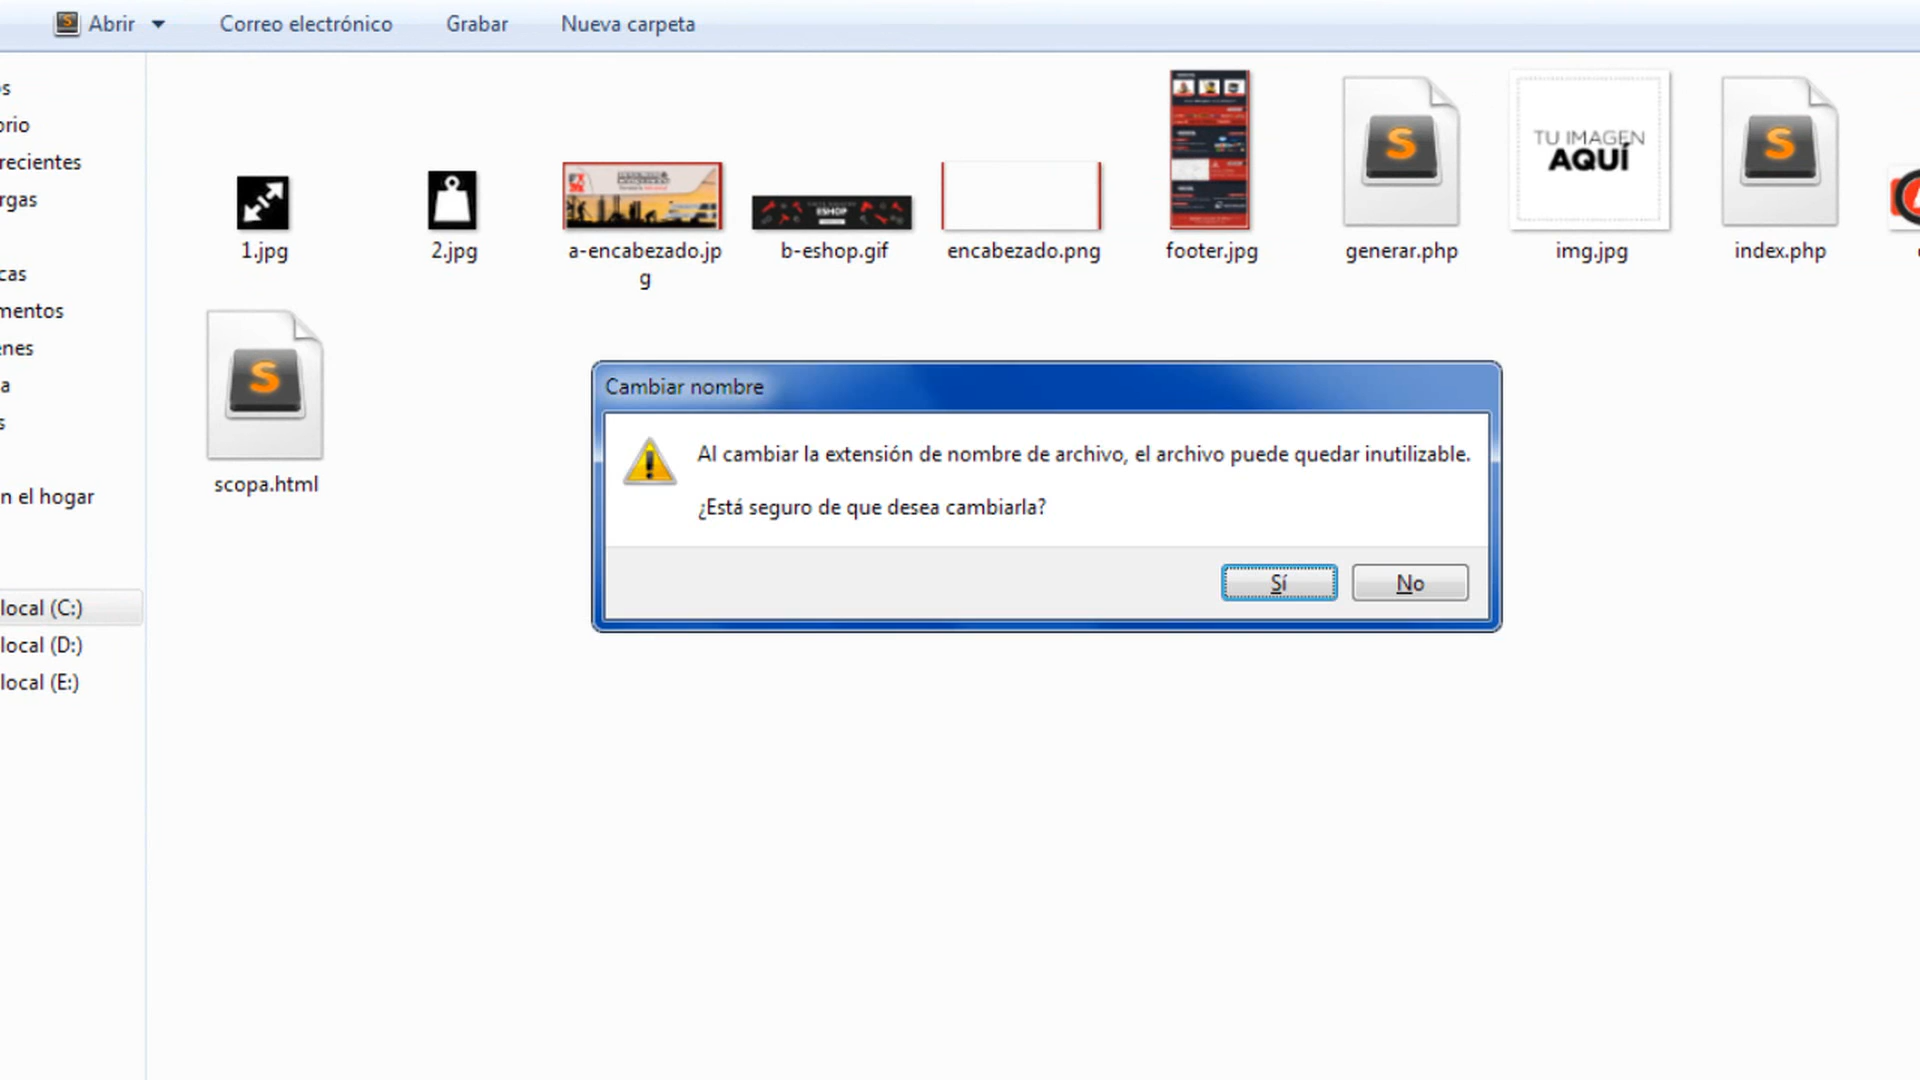 Abrir
Correo electrónico
Grabar
Nueva carpeta
s
orio
recientes
rgas
cas
mentos
enes
a
s
n el hogar
local (C:)
local (D:)
local (E:)
TU IMAGEN
AQUÍ
ESHOP
1.jpg
2.jpg
a-encabezado.jp
g
b-eshop.gif
encabezado.png
footer.jpg
generar.php
img.jpg
index.php
scopa.html
Cambiar nombre
Al cambiar la extensión de nombre de archivo, el archivo puede quedar inutilizable.
¿Está seguro de que desea cambiarla?
Sí
No